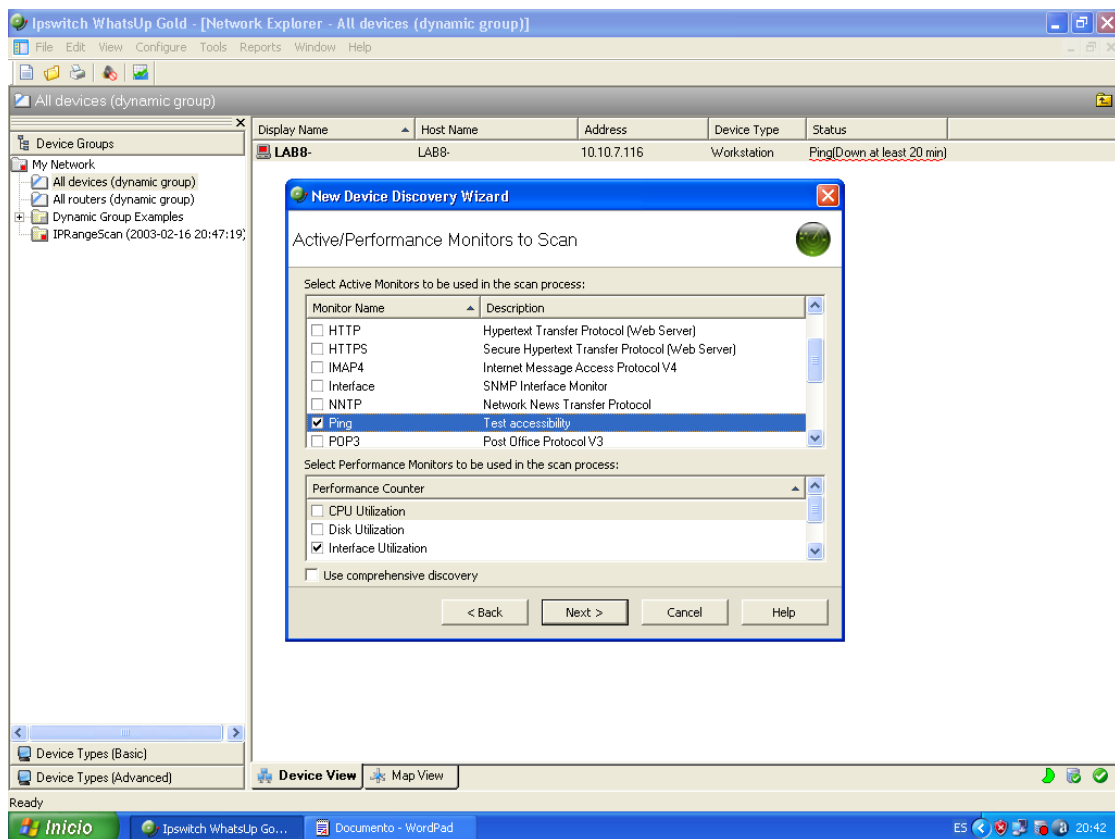 Ipswitch WhatsUp Gold - [Network Explorer - All devices (dynamic group)]
File Edit View Configure Tools Reports Window Help
All devices (dynamic group)
Device Groups
My Network
All devices (dynamic group)
All routers (dynamic group)
Dynamic Group Examples
IPRangeScan (2003-02-16 20:47:19)
Device Types (Basic)
Device Types (Advanced)
Display Name Host Name Address Device Type Status
LAB8- LAB8- 10.10.7.116 Workstation Ping(Down at least 20 min)
New Device Discovery Wizard
Active/Performance Monitors to Scan
Select Active Monitors to be used in the scan process:
Monitor Name Description
HTTP Hypertext Transfer Protocol (Web Server)
HTTPS Secure Hypertext Transfer Protocol (Web Server)
IMAP4 Internet Message Access Protocol V4
Interface SNMP Interface Monitor
NNTP Network News Transfer Protocol
Ping Test accessibility
POP3 Post Office Protocol V3
Select Performance Monitors to be used in the scan process:
Performance Counter
CPU Utilization
Disk Utilization
Interface Utilization
Use comprehensive discovery
< Back Next > Cancel Help
Device View Map View
Ready
Inicio Ipswitch WhatsUp Go... Documento - WordPad ES 20:42